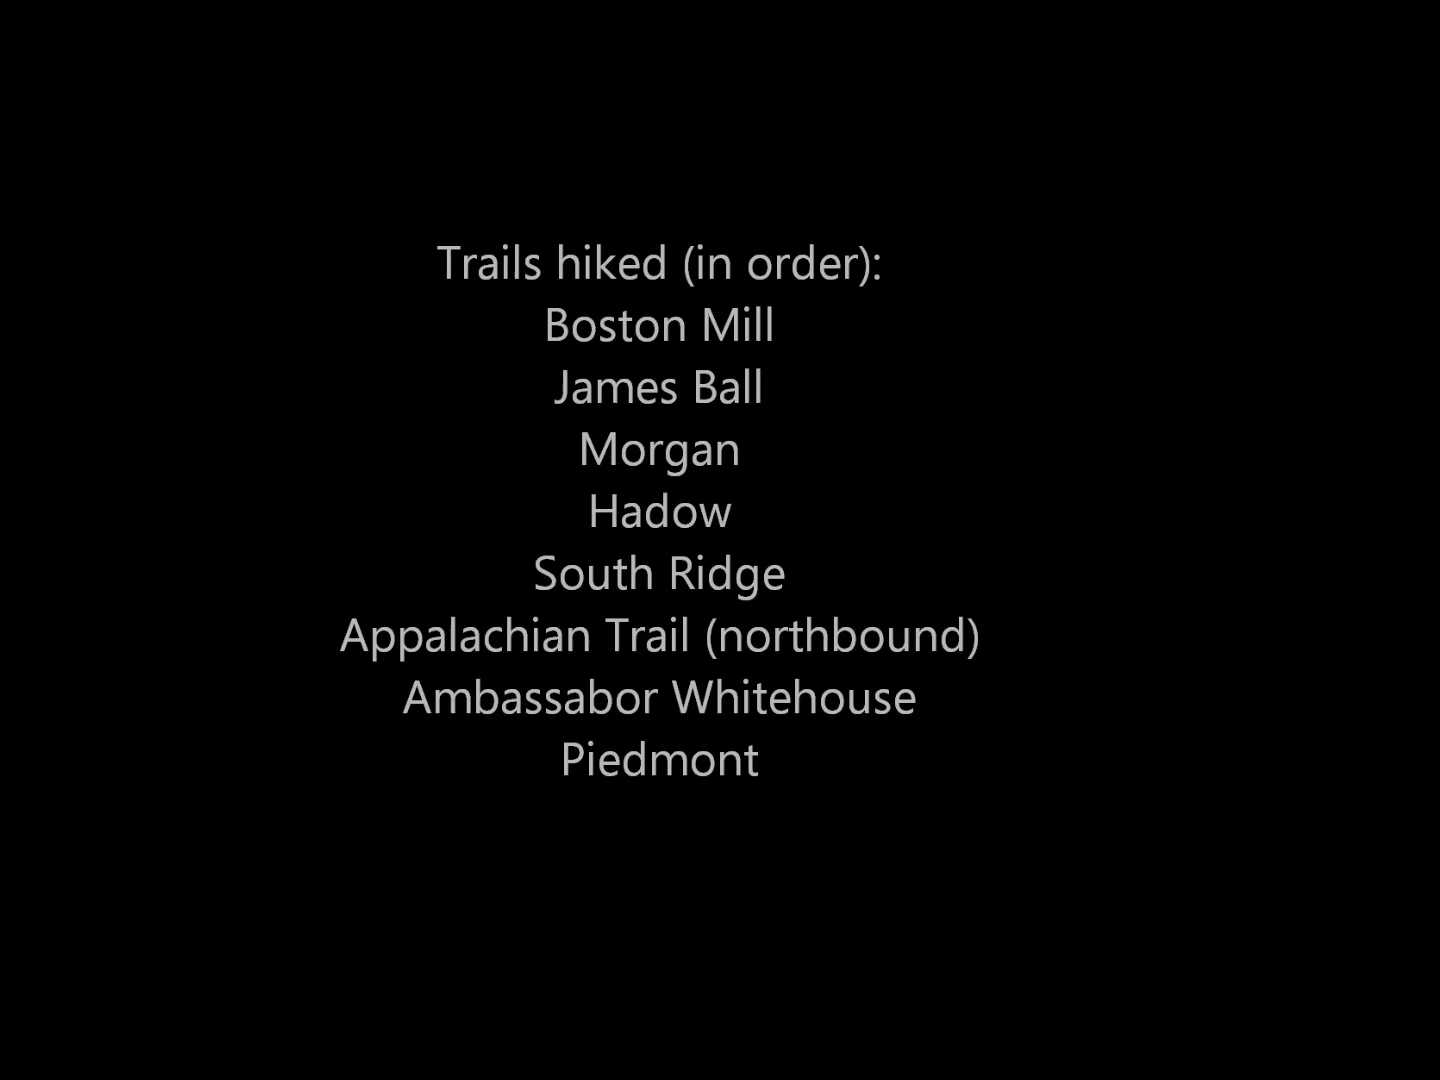 Trails hiked (in order):
Boston Mill
James Ball
Morgan
Hadow
South Ridge
Appalachian Trail (northbound)
Ambassabor Whitehouse
Piedmont